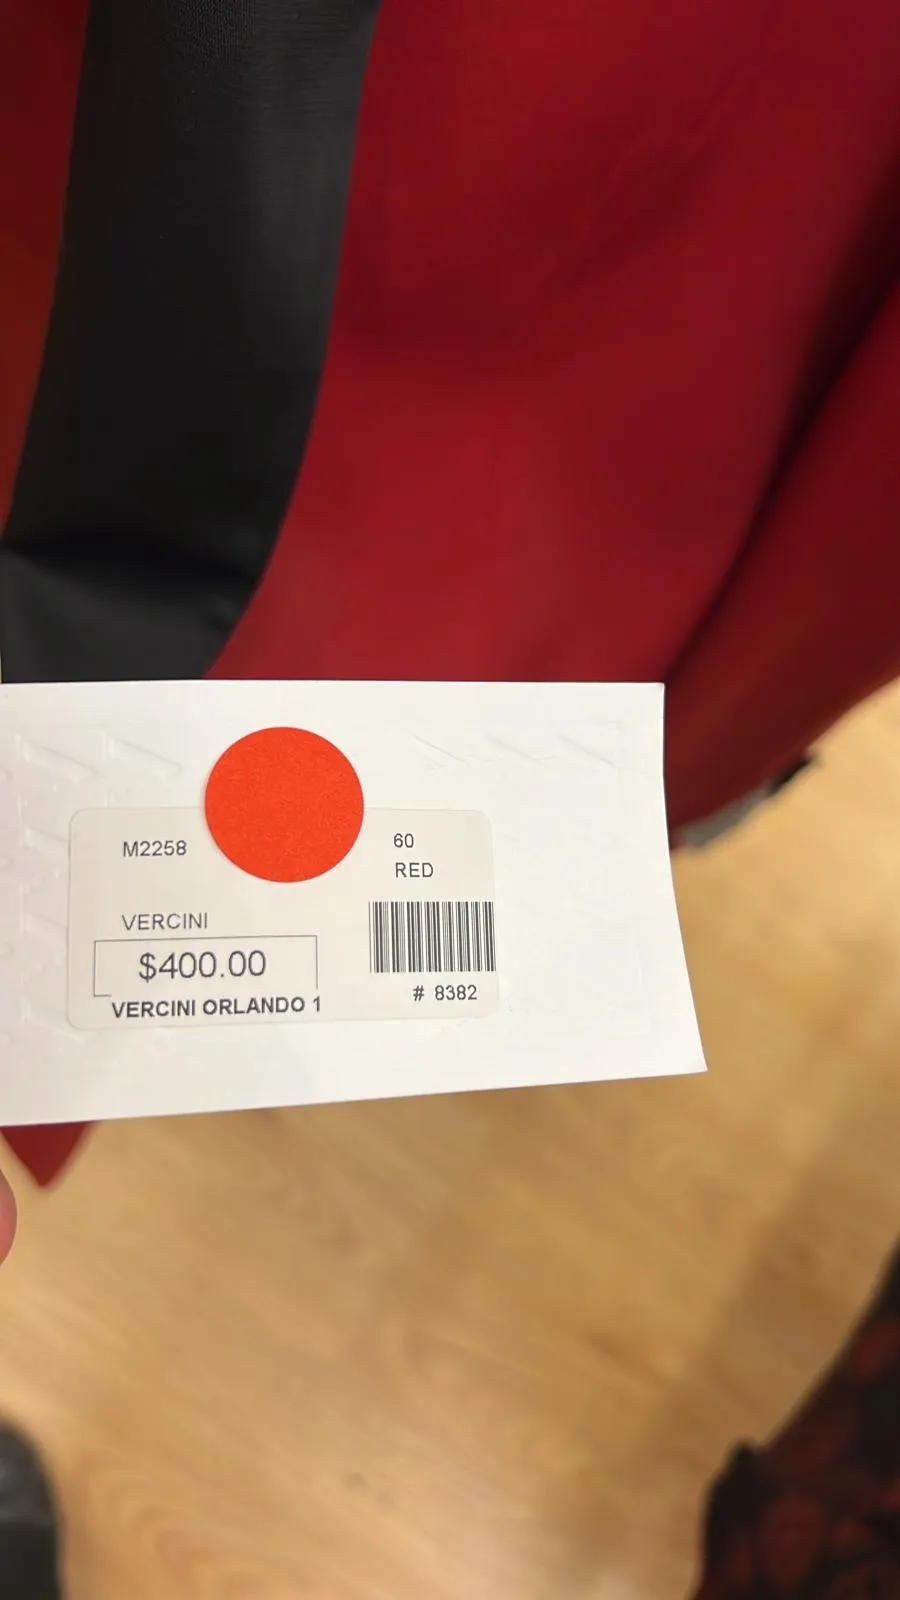 M2258
60
RED
VERCINI
$400.00
VERCINI ORLANDO 1
# 8382